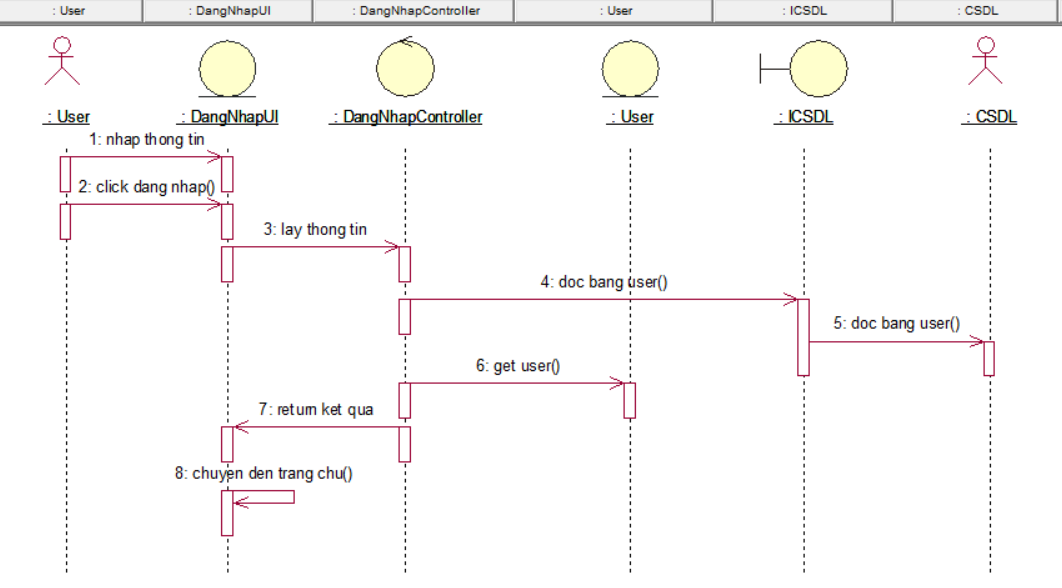 : User
: DangNhapUI
: DangNhapController
: User
: ICSDL
: CSDL
: User
: DangNhapUI
: DangNhapController
: User
: ICSDL
: CSDL
1: nhap thong tin
2: click dang nhap()
3: lay thong tin
4: doc bang user()
5: doc bang user()
6: get user()
7: return ket qua
8: chuyen den trang chu()